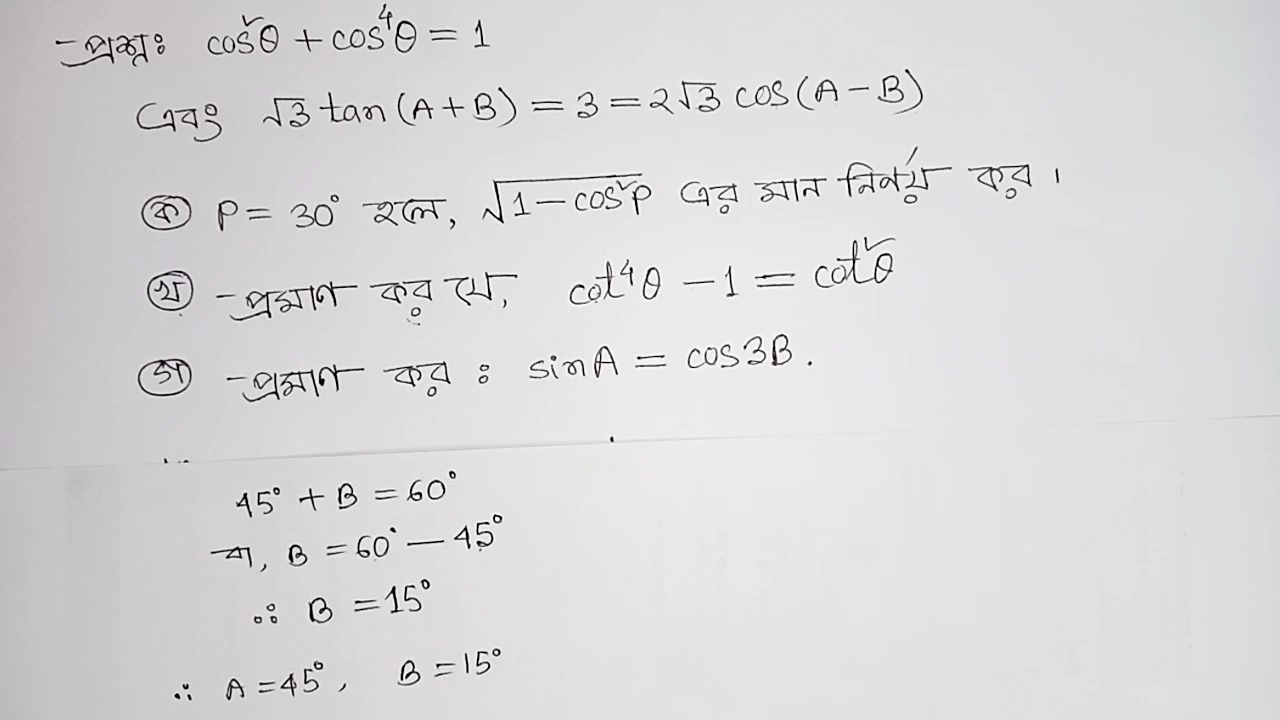 প্রশ্নঃ cos²θ + cos⁴θ = 1
এবং √3 tan(A+B) = 3 = 2√3 cos(A-B)
ক P = 30° হলে, √1-cos²P এর মান নির্ণয় কর।
খ প্রমাণ কর যে, cot⁴θ - 1 = cot²θ
গ প্রমাণ কর : sinA = cos3B.
45° + B = 60°
বা, B = 60° - 45°
∴ B = 15°
∴ A = 45°, B = 15°